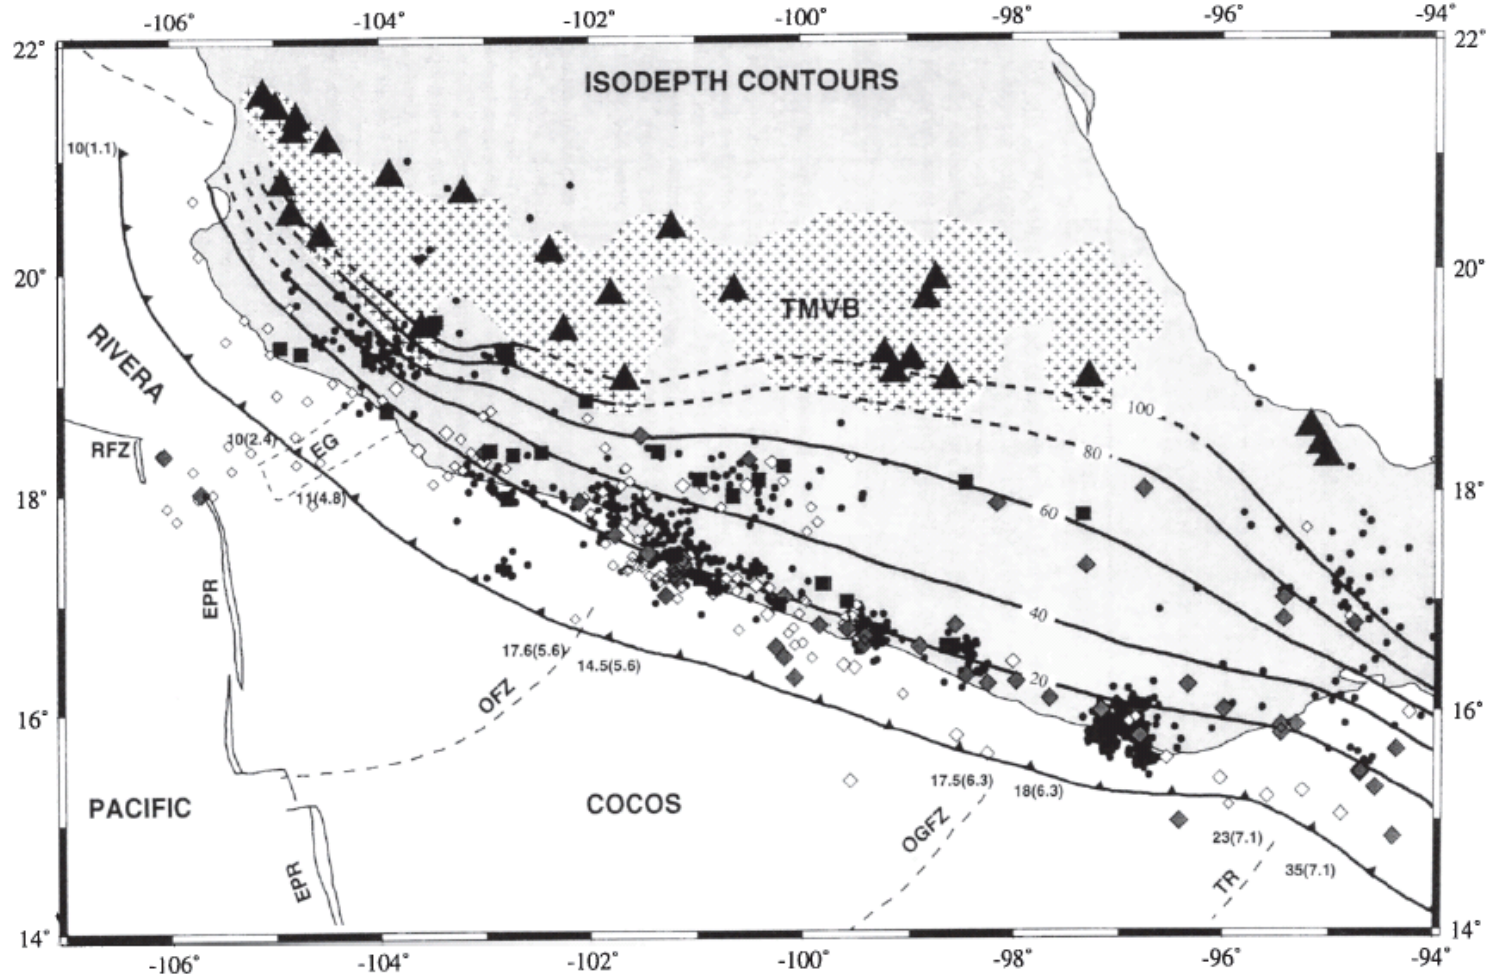 -106° -104° -102° -100° -98° -96° -94°
22° 22°
ISODEPTH CONTOURS
10(1.1)
20° 20°
TMVB
RIVERA
100
10(2.4) EG
80
RFZ
11(4.8)
18° 18°
60
EPR
40
17.6(5.6) 14.5(5.6)
20
OFZ
16° 16°
17.5(6.3) 18(6.3)
PACIFIC COCOS
OGFZ
23(7.1)
35(7.1)
EPR TR
14° 14°
-106° -104° -102° -100° -98° -96° -94°